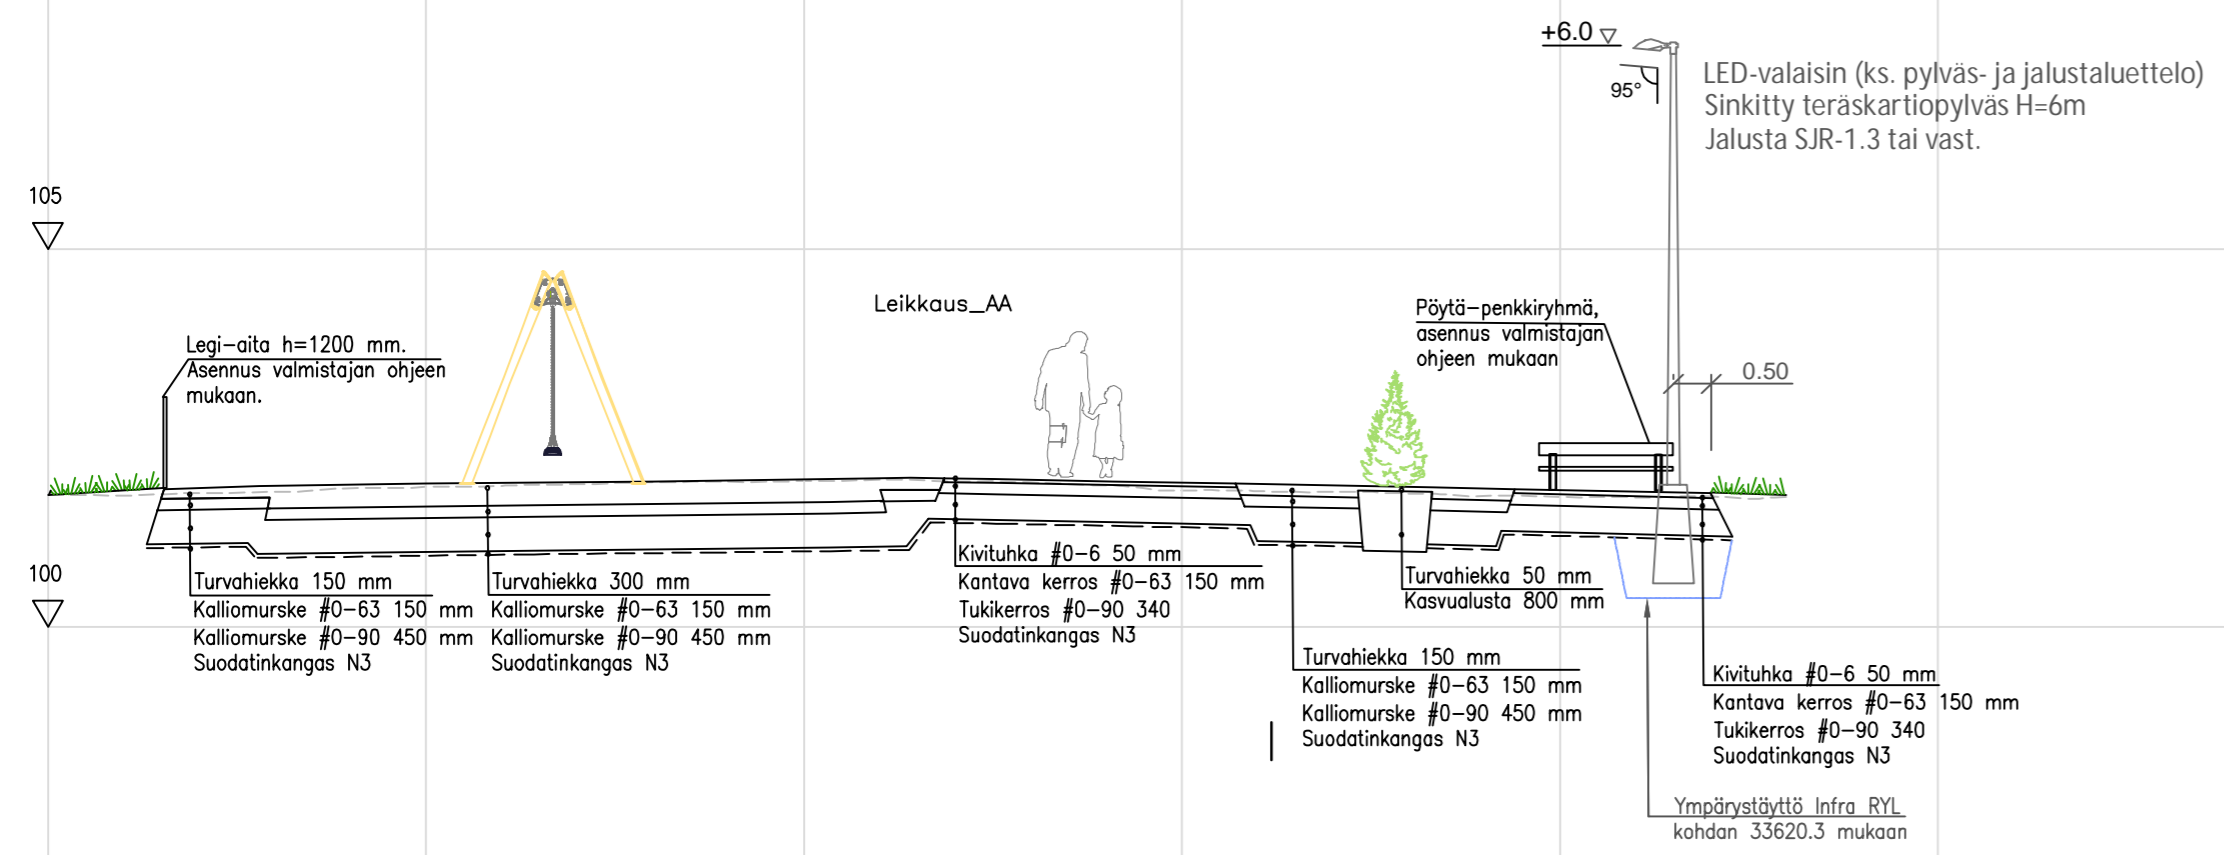 +6.0
95°
LED-valaisin (ks. pylväs- ja jalustaluettelo)
Sinkitty teräskartiopylväs H=6m
Jalusta SJR-1.3 tai vast.
105
Leikkaus_AA
Legi-aita h=1200 mm.
Asennus valmistajan ohjeen
mukaan.
Pöytä-penkkiryhmä,
asennus valmistajan
ohjeen mukaan
0.50
100
Turvahiekka 150 mm
Kalliomurske #0-63 150 mm
Kalliomurske #0-90 450 mm
Suodatinkangas N3
Turvahiekka 300 mm
Kalliomurske #0-63 150 mm
Kalliomurske #0-90 450 mm
Suodatinkangas N3
Kivituhka #0-6 50 mm
Kantava kerros #0-63 150 mm
Tukikerros #0-90 340
Suodatinkangas N3
Turvahiekka 50 mm
Kasvualusta 800 mm
Turvahiekka 150 mm
Kalliomurske #0-63 150 mm
Kalliomurske #0-90 450 mm
Suodatinkangas N3
Kivituhka #0-6 50 mm
Kantava kerros #0-63 150 mm
Tukikerros #0-90 340
Suodatinkangas N3
Ympärystäyttö Infra RYL
kohdan 33620.3 mukaan